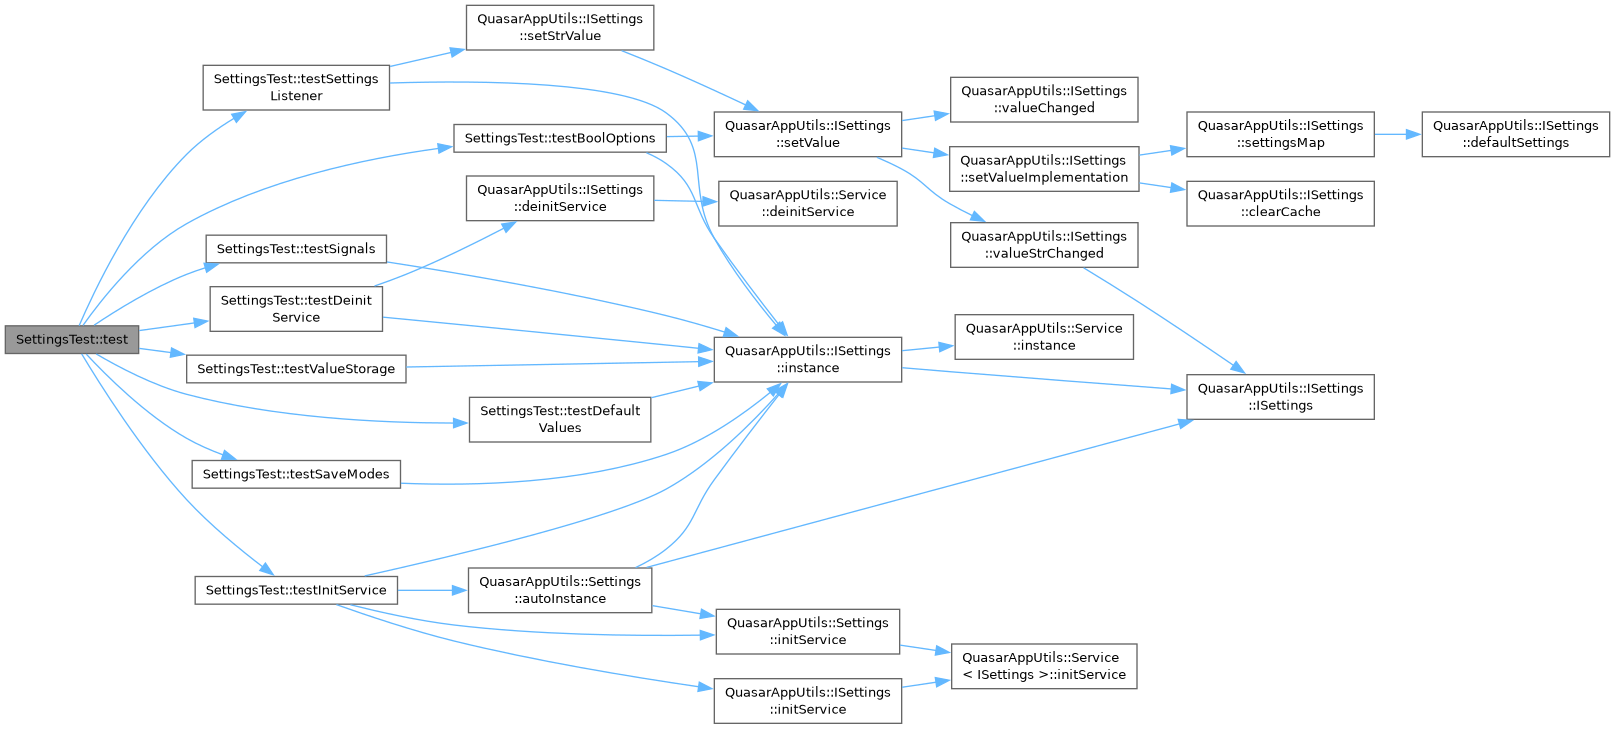 QuasarAppUtils::ISettings
::setStrValue
SettingsTest::testSettings
Listener
QuasarAppUtils::ISettings
::valueChanged
SettingsTest::testBoolOptions
QuasarAppUtils::ISettings
::setValue
QuasarAppUtils::ISettings
::settingsMap
QuasarAppUtils::ISettings
::defaultSettings
QuasarAppUtils::ISettings
::setValueImplementation
QuasarAppUtils::ISettings
::deinitService
QuasarAppUtils::Service
::deinitService
QuasarAppUtils::ISettings
::clearCache
SettingsTest::testSignals
QuasarAppUtils::ISettings
::valueStrChanged
SettingsTest::testDeinit
Service
SettingsTest::test
QuasarAppUtils::Service
::instance
SettingsTest::testValueStorage
QuasarAppUtils::ISettings
::instance
QuasarAppUtils::ISettings
::ISettings
SettingsTest::testDefault
Values
SettingsTest::testSaveModes
SettingsTest::testInitService
QuasarAppUtils::Settings
::autoInstance
QuasarAppUtils::Settings
::initService
QuasarAppUtils::Service
< ISettings >::initService
QuasarAppUtils::ISettings
::initService